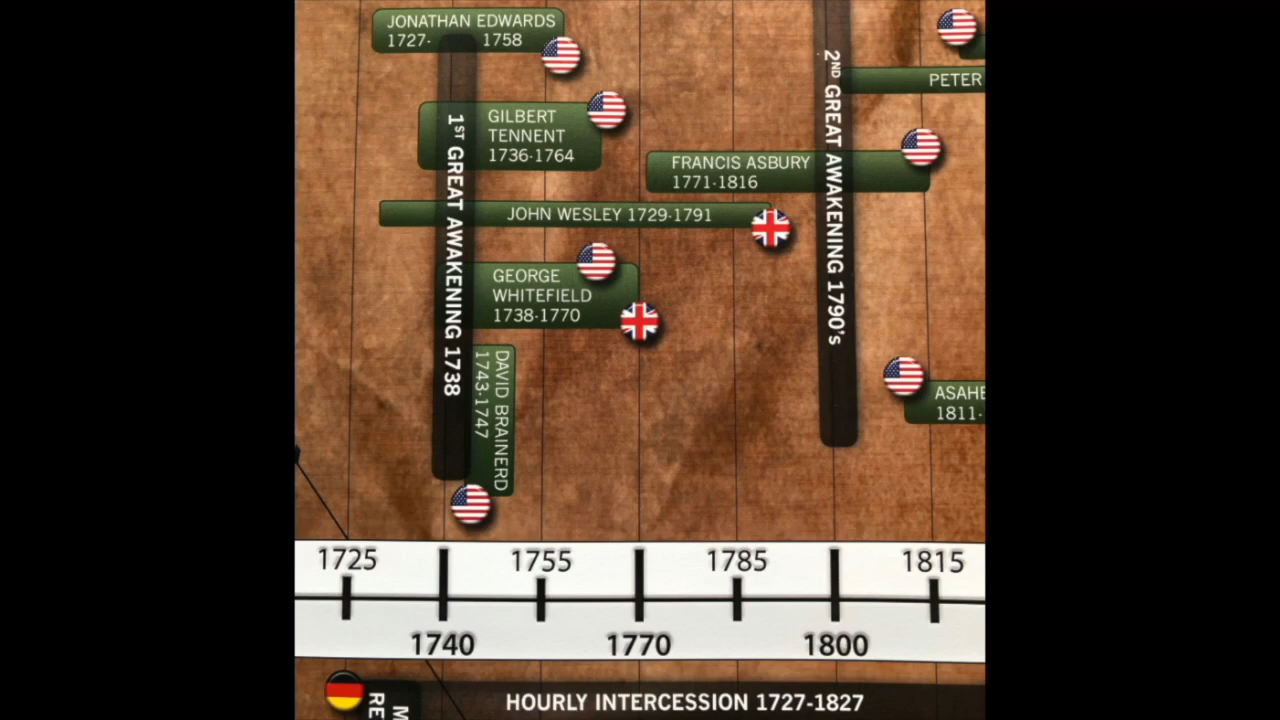 JONATHAN EDWARDS
1727- 1758
GILBERT
TENNENT
1736-1764
1ST GREAT AWAKENING 1738
JOHN WESLEY 1729-1791
GEORGE
WHITEFIELD
1738-1770
DAVID BRAINERD
1743-1747
FRANCIS ASBURY
1771-1816
2ND GREAT AWAKENING 1790's
PETER
ASAHE
1811-
1725 1755 1785 1815
1740 1770 1800
HOURLY INTERCESSION 1727-1827
M
RE